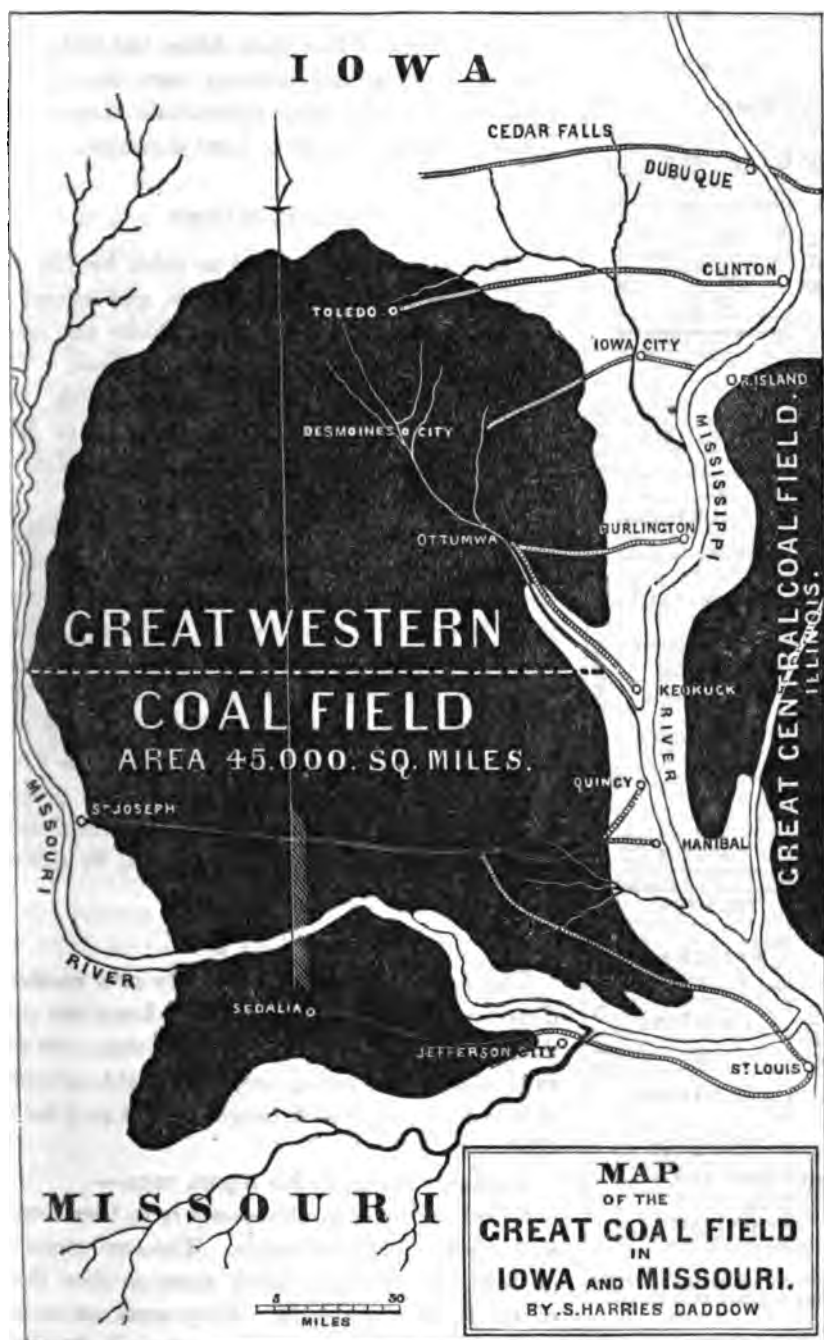 IOWA
CEDAR FALLS
DUBUQUE
CLINTON
TOLEDO
IOWA CITY
R.ISLAND
DESMOINES CITY
MISSISSIPPI
RIVER
OTTUMWA
BURLINGTON
GREAT CENTRAL COAL FIELD.
ILLINOIS.
GREAT WESTERN
COAL FIELD
AREA 45.000. SQ. MILES.
KEOKUCK
QUINCY
ST JOSEPH
HANIBAL
MISSOURI
RIVER
SEDALIA
JEFFERSON CITY
ST LOUIS
MISSOURI
5 50
MILES
MAP
OF THE
GREAT COAL FIELD
IN
IOWA AND MISSOURI.
BY. S. HARRIES DADDOW